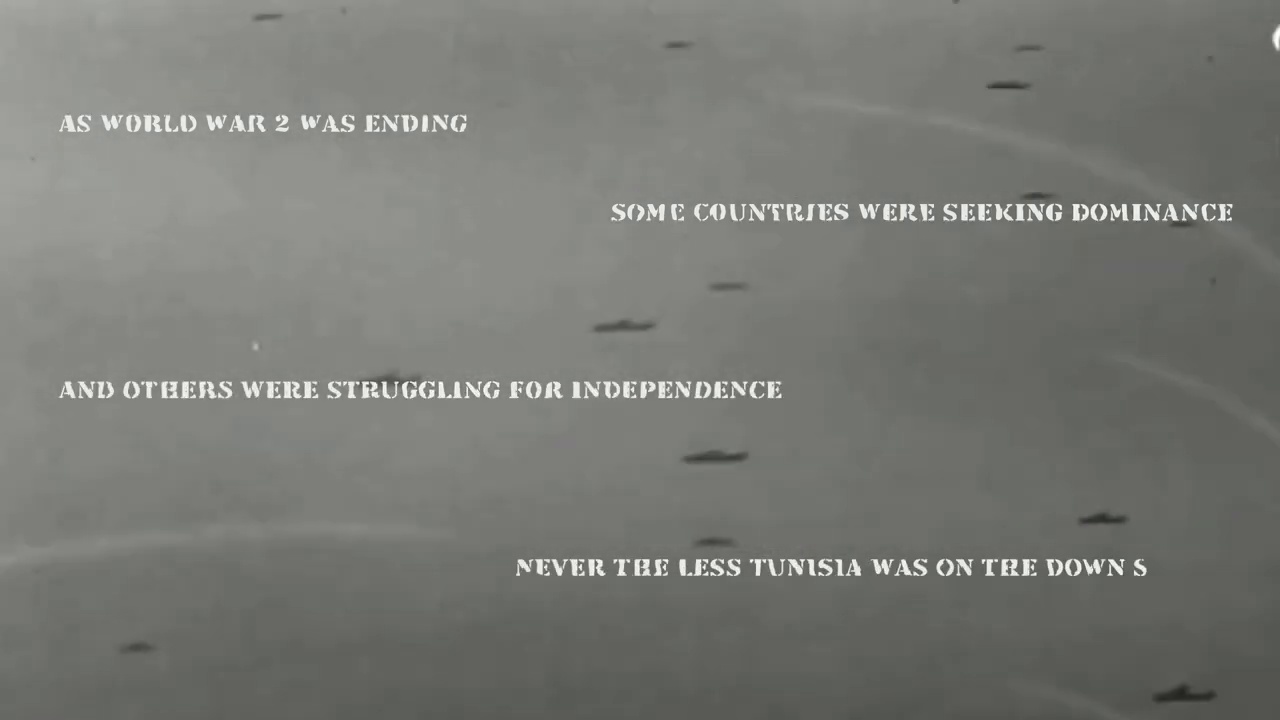 AS WORLD WAR 2 WAS ENDING
SOME COUNTRIES WERE SEEKING DOMINANCE
AND OTHERS WERE STRUGGLING FOR INDEPENDENCE
NEVER THE LESS TUNISIA WAS ON THE DOWN S